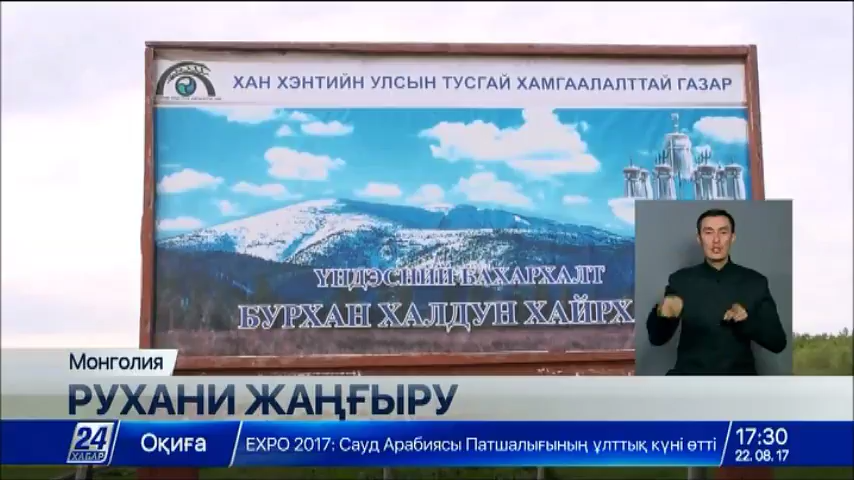 ХАН ХЭНТИЙН УЛСЫН ТУСГАЙ ХАМГААЛАЛТТАЙ ГАЗАР
ҮНДЭСНИЙ БАХАРХАЛТ
БУРХАН ХАЛДУН ХАЙРХ
Монголия
РУХАНИ ЖАҢҒЫРУ
24
ХАБАР
Оқиға
EXPO 2017: Сауд Арабиясы Патшалығының ұлттық күні өтті
17:30
22.08.17